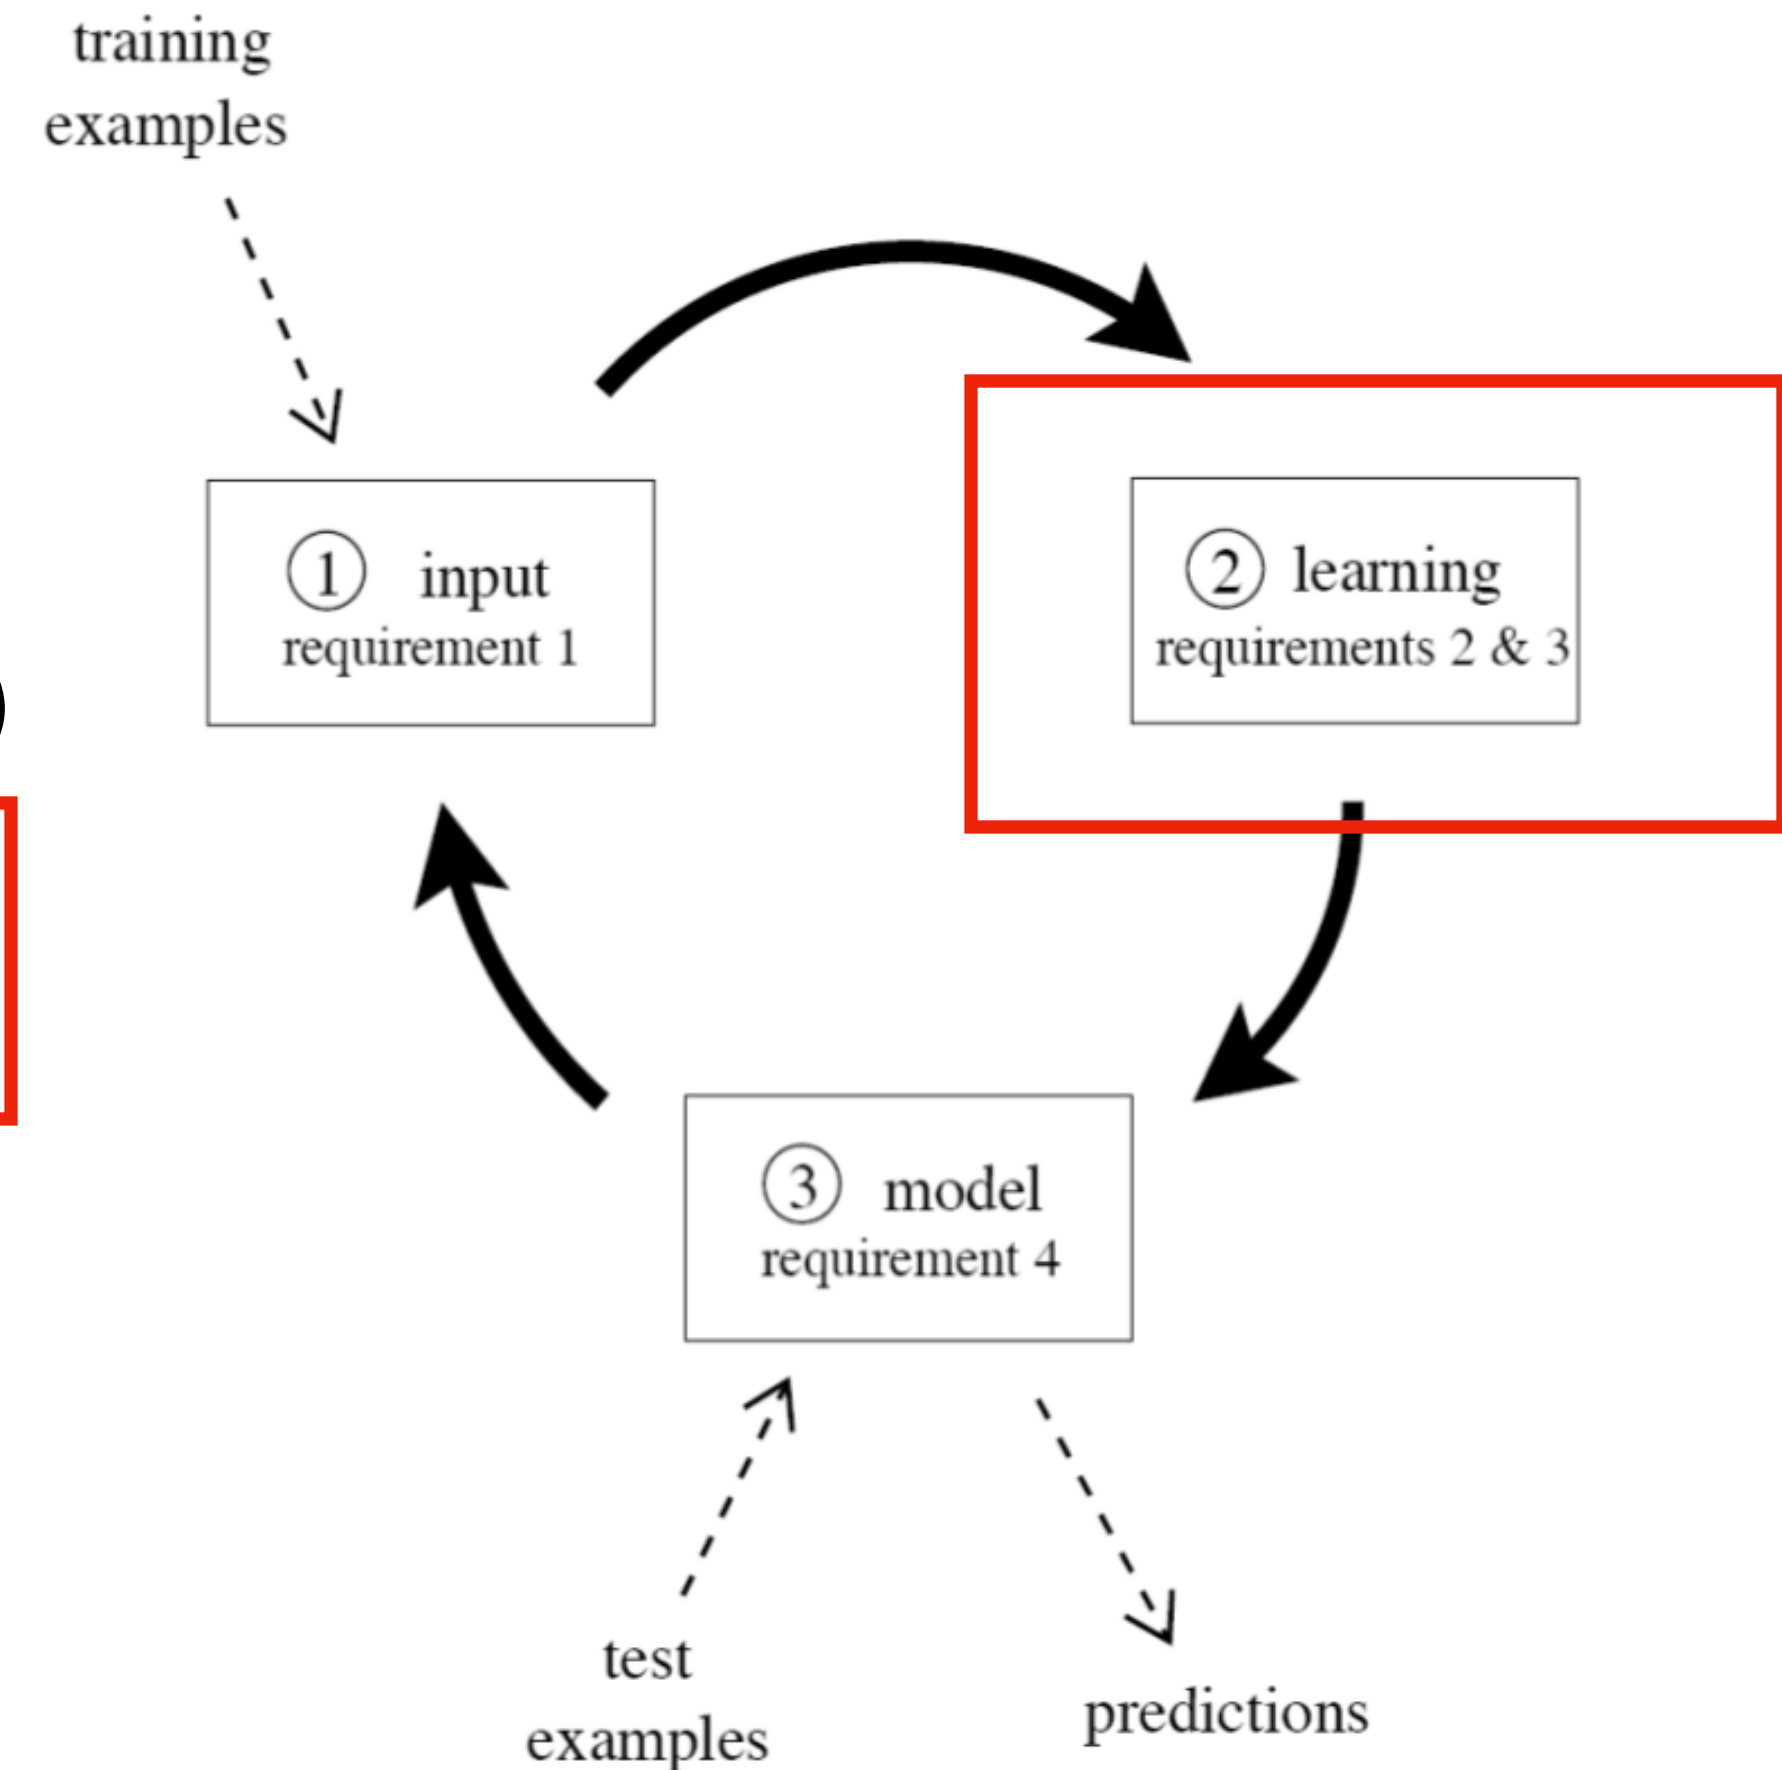 training
examples
① input
requirement 1
② learning
requirements 2 & 3
)
③ model
requirement 4
test
examples
predictions